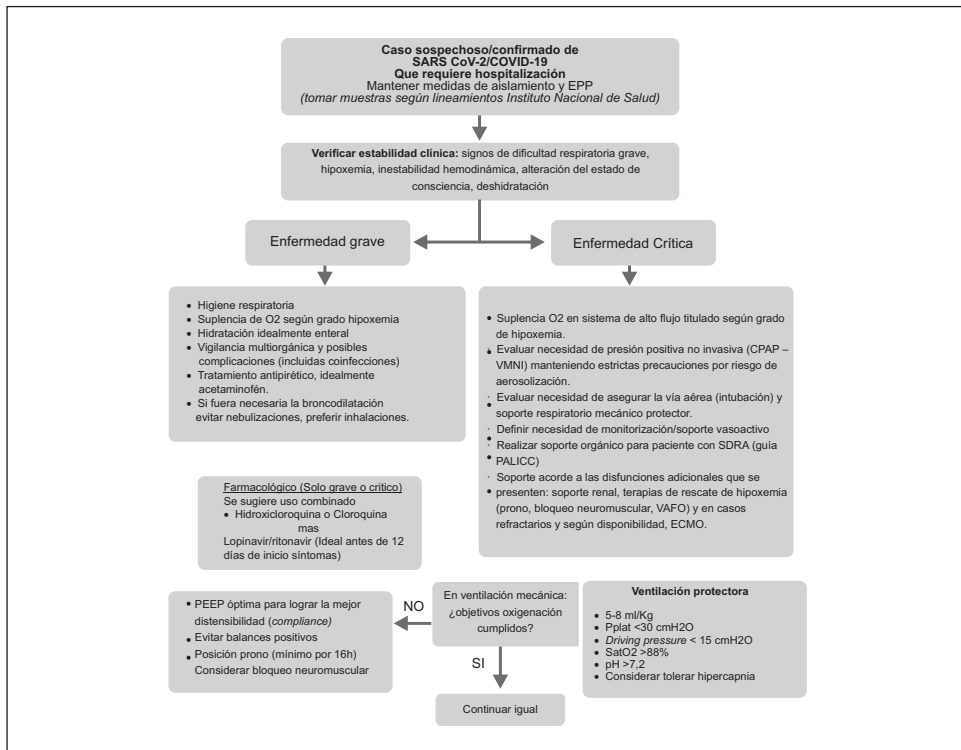 Caso sospechoso/confirmado de
SARS CoV-2/COVID-19
Que requiere hospitalización
Mantener medidas de aislamiento y EPP
(tomar muestras según lineamientos Instituto Nacional de Salud)
Verificar estabilidad clínica: signos de dificultad respiratoria grave,
hipoxemia, inestabilidad hemodinámica, alteración del estado de
consciencia, deshidratación
Enfermedad grave
Enfermedad Crítica
• Higiene respiratoria
• Suplencia de O2 según grado hipoxemia
• Hidratación idealmente enteral
• Vigilancia multiorgánica y posibles
complicaciones (incluidas coinfecciones)
• Tratamiento antipirético, idealmente
acetaminofén.
• Si fuera necesaria la broncodilatación
evitar nebulizaciones, preferir inhalaciones.
• Suplencia O2 en sistema de alto flujo titulado según grado
de hipoxemia.
• Evaluar necesidad de presión positiva no invasiva (CPAP –
VMNI) manteniendo estrictas precauciones por riesgo de
aerosolización.
· Evaluar necesidad de asegurar la vía aérea (intubación) y
• soporte respiratorio mecánico protector.
· Definir necesidad de monitorización/soporte vasoactivo
• Realizar soporte orgánico para paciente con SDRA (guía
• PALICC)
· Soporte acorde a las disfunciones adicionales que se
• presenten: soporte renal, terapias de rescate de hipoxemia
(prono, bloqueo neuromuscular, VAFO) y en casos
refractarios y según disponibilidad, ECMO.
Farmacológico (Solo grave o critico)
Se sugiere uso combinado
• Hidroxicloroquina o Cloroquina
mas
Lopinavir/ritonavir (Ideal antes de 12
días de inicio síntomas)
• PEEP óptima para lograr la mejor
distensibilidad (compliance)
• Evitar balances positivos
• Posición prono (mínimo por 16h)
Considerar bloqueo neuromuscular
NO
En ventilación mecánica:
¿objetivos oxigenación
cumplidos?
SI
Continuar igual
Ventilación protectora
• 5-8 ml/Kg
• Pplat <30 cmH2O
• Driving pressure < 15 cmH2O
• SatO2 >88%
• pH >7,2
• Considerar tolerar hipercapnia